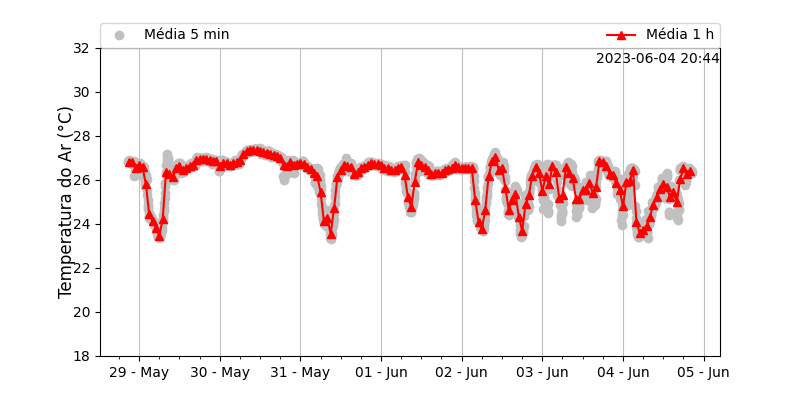 Média 5 min
Média 1 h
2023-06-04 20:44
Temperatura do Ar (°C)
32
30
28
26
24
22
20
18
29 - May
30 - May
31 - May
01 - Jun
02 - Jun
03 - Jun
04 - Jun
05 - Jun